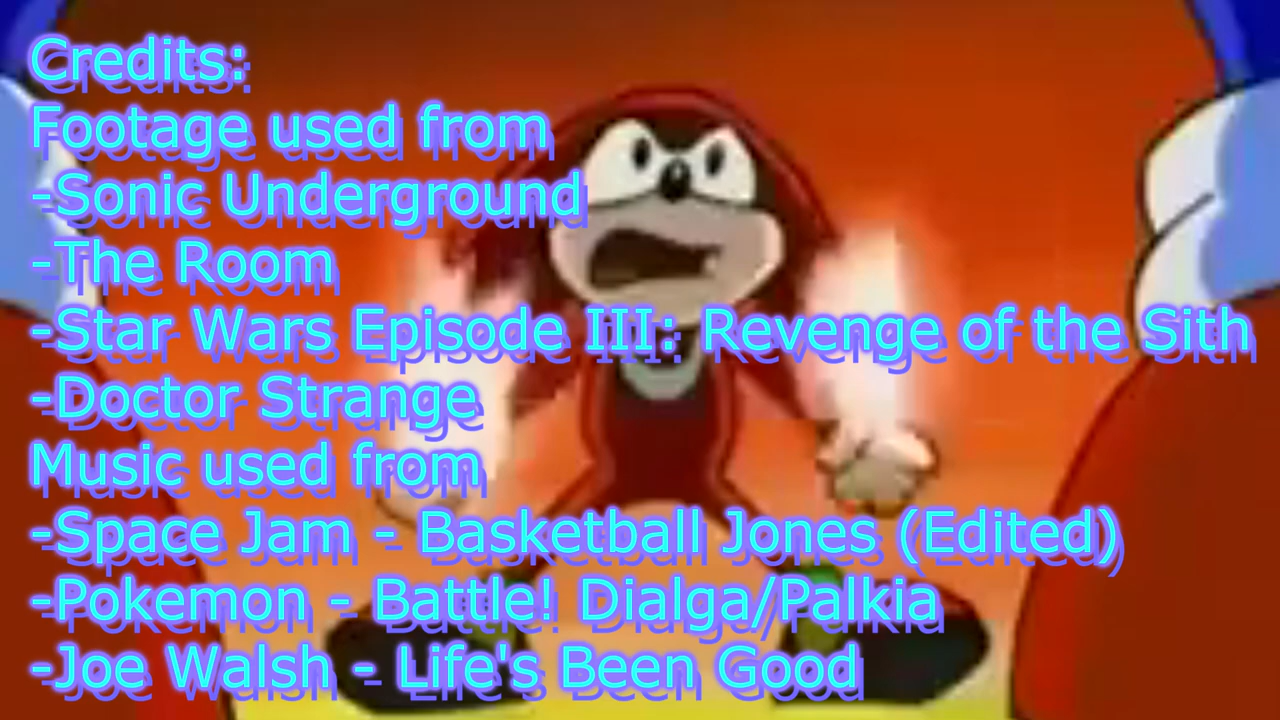 Credits:
Footage used from
-Sonic Underground
-The Room
-Star Wars Episode III: Revenge of the Sith
-Doctor Strange
Music used from
-Space Jam - Basketball Jones (Edited)
-Pokemon - Battle! Dialga/Palkia
-Joe Walsh - Life's Been Good